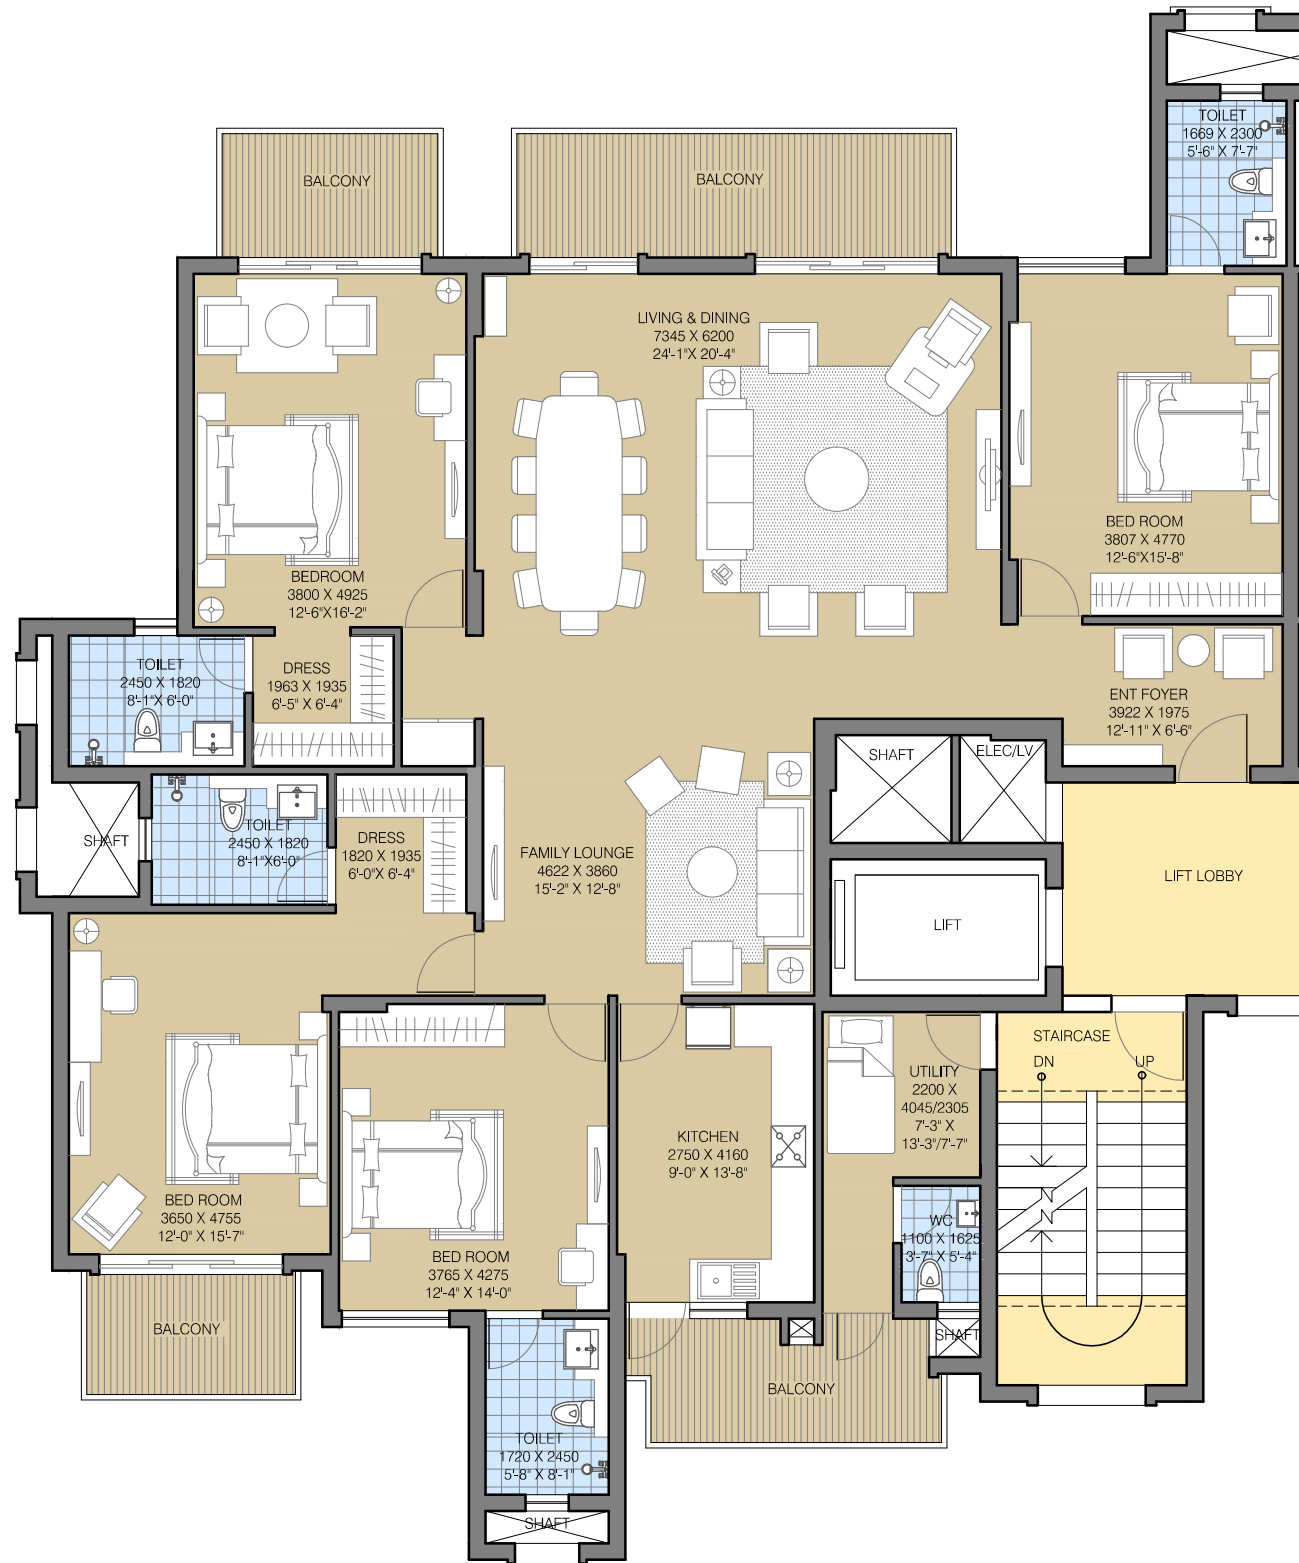 TOILET
1669 X 2300
5'-6" X 7'-7"
BALCONY
BALCONY
LIVING & DINING
7345 X 6200
24'-1"X 20'-4"
BED ROOM
3807 X 4770
12'-6"X15'-8"
BEDROOM
3800 X 4925
12'-6"X16'-2"
TOILET
2450 X 1820
8'-1"X 6'-0"
DRESS
1963 X 1935
6'-5" X 6'-4"
ENT FOYER
3922 X 1975
12'-11" X 6'-6"
SHAFT
ELEC/LV
SHAFT
TOILET
2450 X 1820
8'-1"X6'-0"
DRESS
1820 X 1935
6'-0"X 6'-4"
FAMILY LOUNGE
4622 X 3860
15'-2" X 12'-8"
LIFT LOBBY
LIFT
STAIRCASE
DN
UP
UTILITY
2200 X
4045/2305
7'-3" X
13'-3"/7'-7"
KITCHEN
2750 X 4160
9'-0" X 13'-8"
BED ROOM
3650 X 4755
12'-0" X 15'-7"
WC
1100 X 1625
3'-7" X 5'-4"
BED ROOM
3765 X 4275
12'-4" X 14'-0"
BALCONY
SHAFT
BALCONY
TOILET
1720 X 2450
5'-8" X 8'-1"
SHAFT